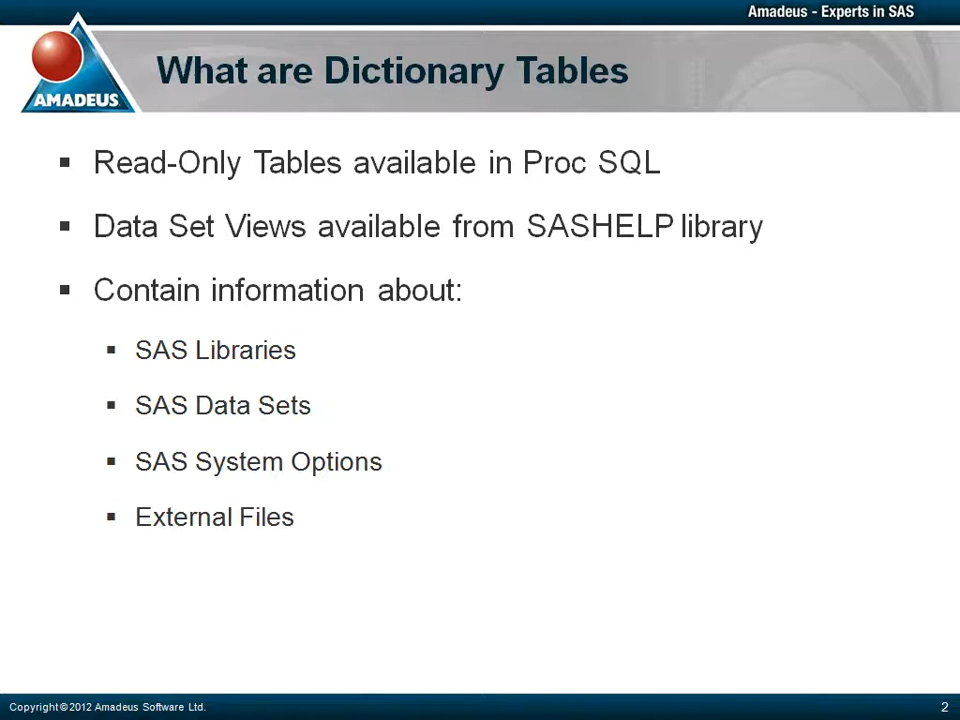 Amadeus - Experts in SAS
AMADEUS
What are Dictionary Tables
▪ Read-Only Tables available in Proc SQL
▪ Data Set Views available from SASHELP library
▪ Contain information about:
▪ SAS Libraries
▪ SAS Data Sets
▪ SAS System Options
▪ External Files
Copyright © 2012 Amadeus Software Ltd.
2